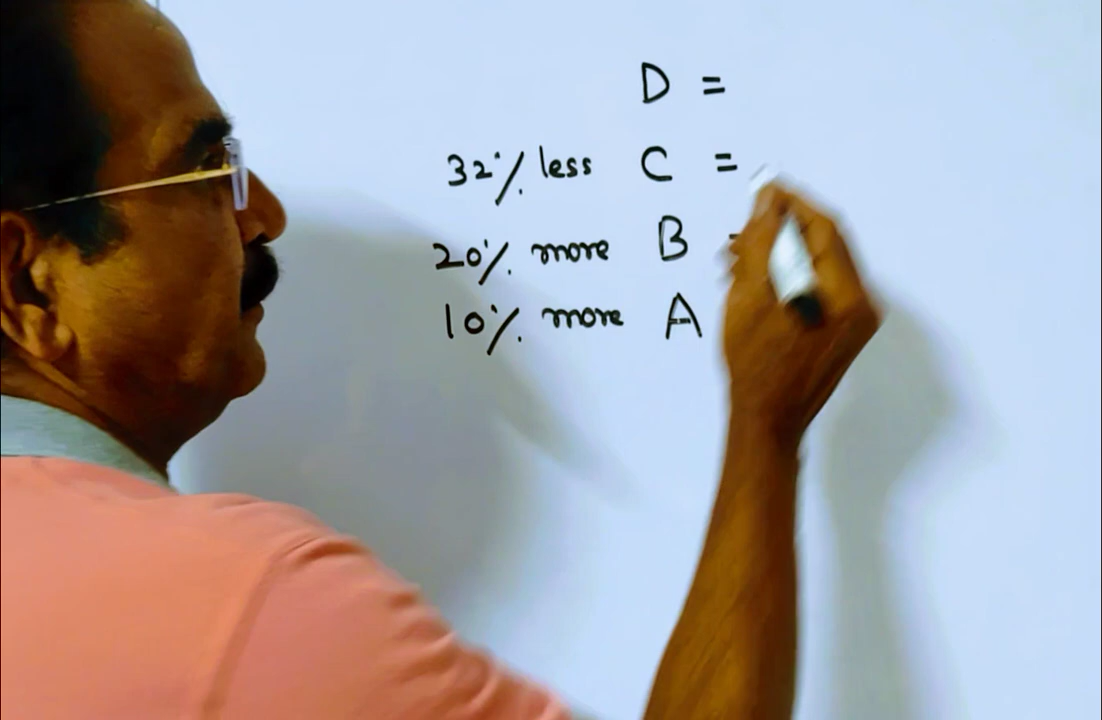 D =
32% less C =
20% more B =
10% more A